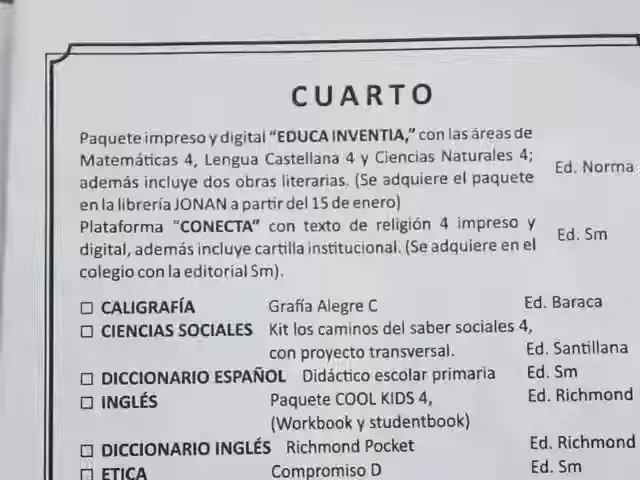 CUARTO
Paquete impreso y digital “EDUCA INVENTIA,” con las áreas de
Matemáticas 4, Lengua Castellana 4 y Ciencias Naturales 4;
además incluye dos obras literarias. (Se adquiere el paquete
en la librería JONAN a partir del 15 de enero)
Ed. Norma
Plataforma “CONECTA” con texto de religión 4 impreso y
digital, además incluye cartilla institucional. (Se adquiere en el
colegio con la editorial Sm).
Ed. Sm
☐ CALIGRAFÍA Grafía Alegre C Ed. Baraca
☐ CIENCIAS SOCIALES Kit los caminos del saber sociales 4,
con proyecto transversal. Ed. Santillana
☐ DICCIONARIO ESPAÑOL Didáctico escolar primaria Ed. Sm
☐ INGLÉS Paquete COOL KIDS 4, Ed. Richmond
(Workbook y studentbook)
☐ DICCIONARIO INGLÉS Richmond Pocket Ed. Richmond
☐ ETICA Compromiso D Ed. Sm